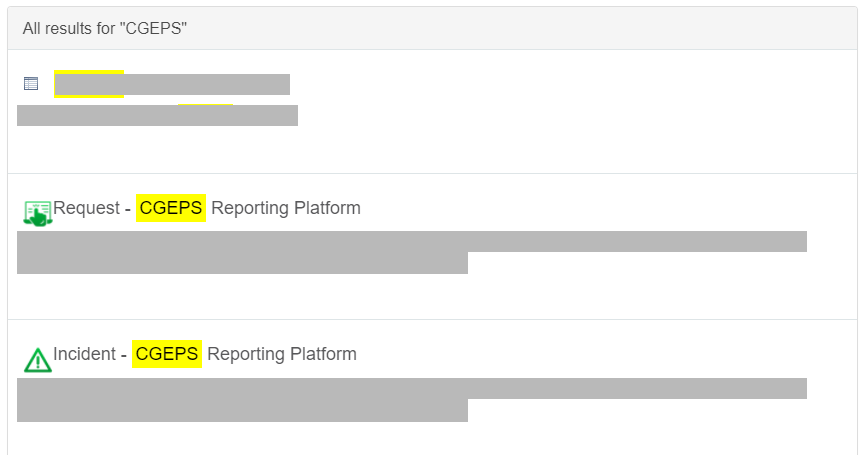 All results for "CGEPS"
Request - CGEPS Reporting Platform
Incident - CGEPS Reporting Platform